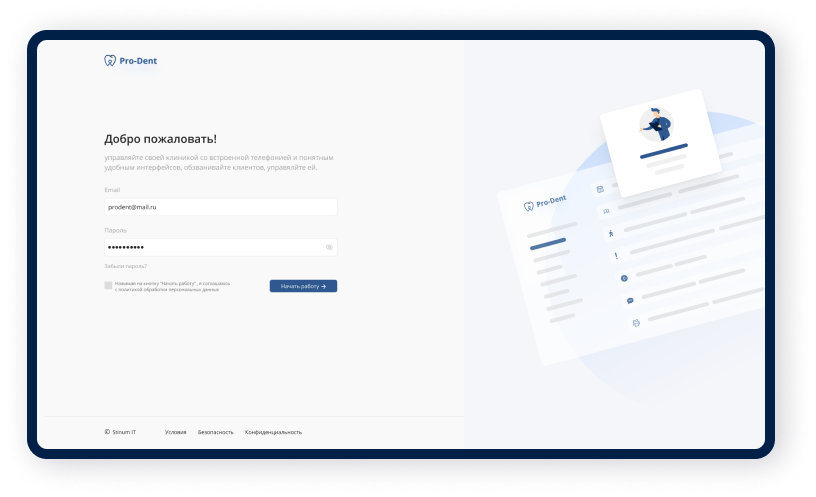 Pro-Dent
Добро пожаловать!
управляйте своей клиникой со встроенной телефонией и понятным
удобным интерфейсов, обзванивайте клиентов, управялйте ей.
Email
prodent@mail.ru
Пароль
Забыли пароль?
Нажимая на кнопку "Начать работу", я соглашаюсь
с политикой обработки персональных данных
Начать работу →
© Strinum IT
Условия
Безопасность
Конфиденциальность
Pro-Dent